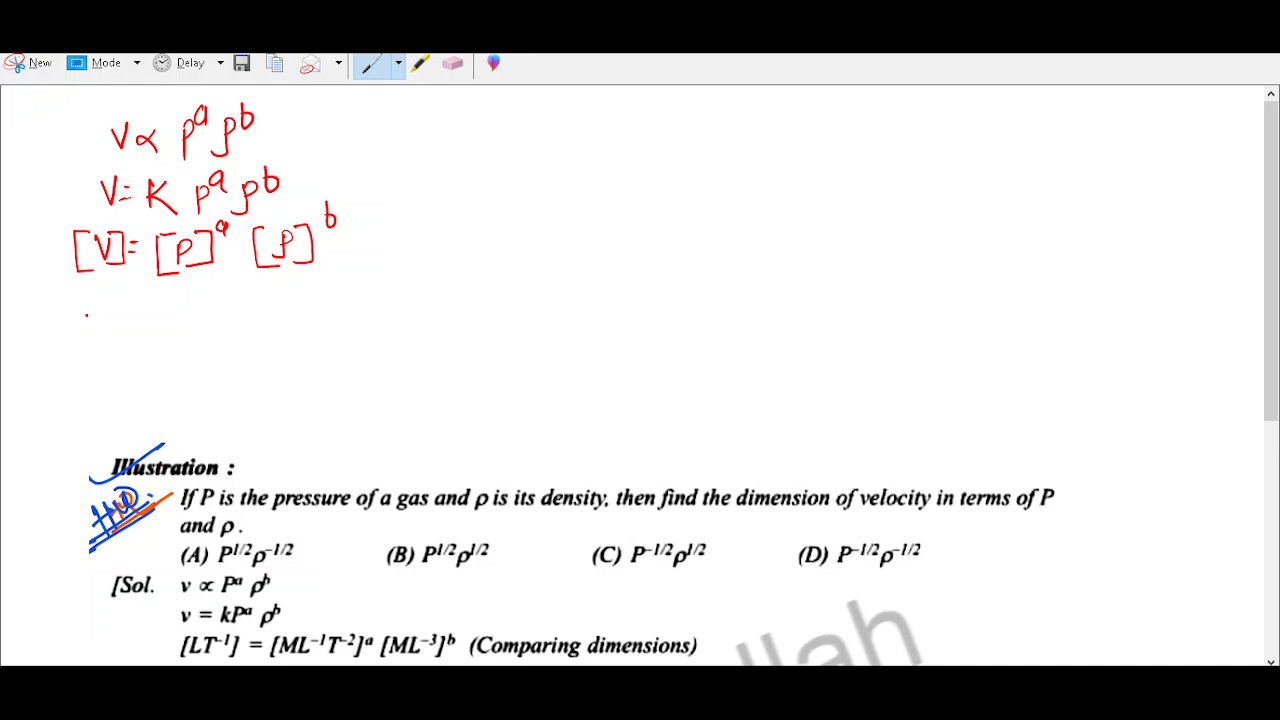 New Mode Delay
V ∝ P^a ρ^b
V = K P^a ρ^b
[V] = [P]^a [ρ]^b
Illustration :
If P is the pressure of a gas and ρ is its density, then find the dimension of velocity in terms of P
and ρ .
(A) P^{1/2}ρ^{–1/2} (B) P^{1/2}ρ^{1/2} (C) P^{–1/2}ρ^{1/2} (D) P^{–1/2}ρ^{–1/2}
[Sol. v ∝ P^a ρ^b
v = kP^a ρ^b
[LT^{–1}] = [ML^{–1}T^{–2}]^a [ML^{–3}]^b (Comparing dimensions)
llah